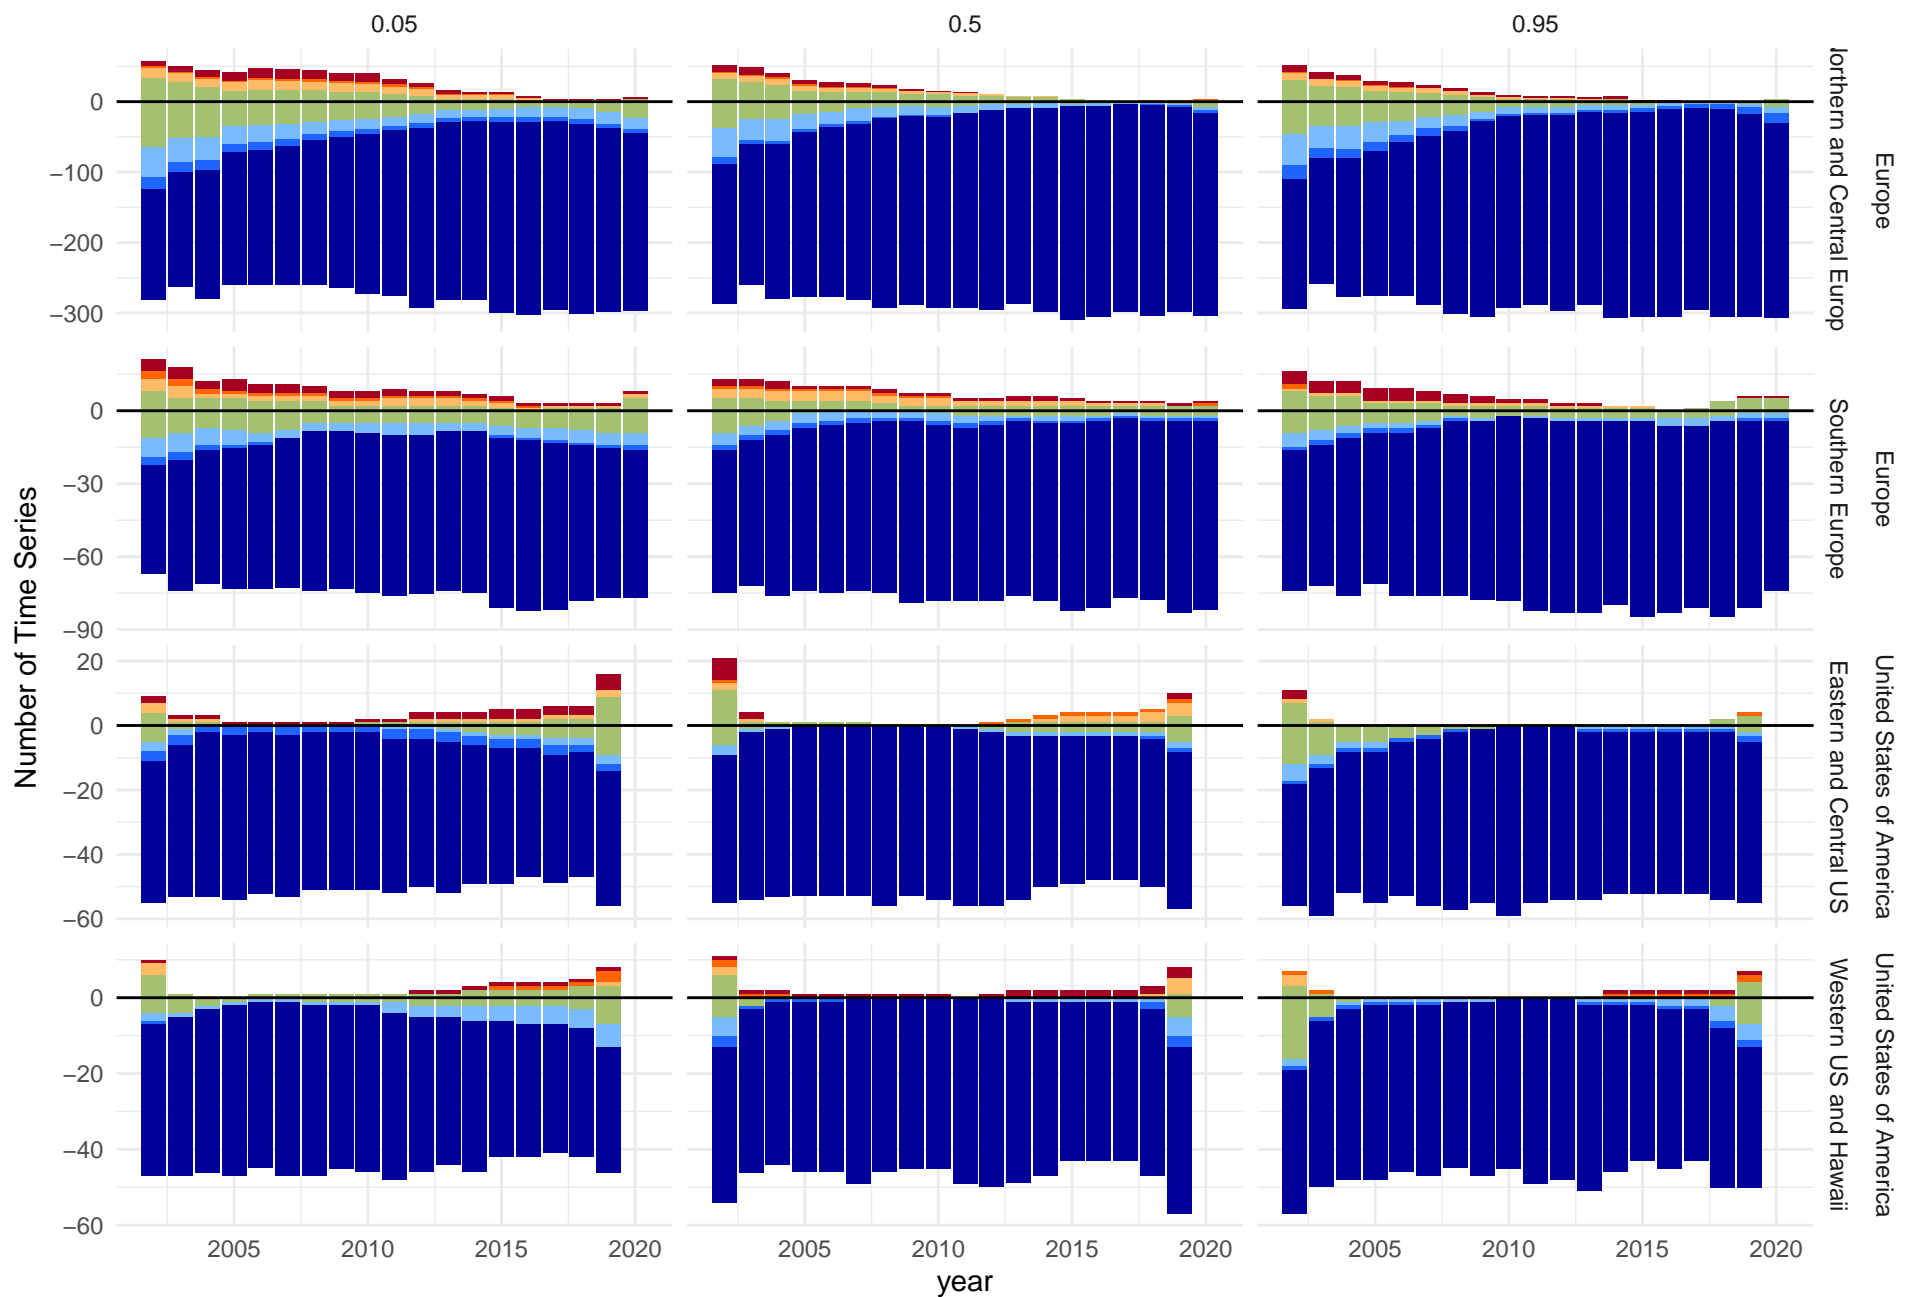 0.05 0.5 0.95
0
−100
−200
−300
lorthern and Central Europ
Europe
0
−30
−60
−90
Southern Europe
Europe
20
0
−20
−40
−60
Eastern and Central US
United States of America
0
−20
−40
−60
Western US and Hawaii
United States of America
2005 2010 2015 2020 2005 2010 2015 2020 2005 2010 2015 2020
year
Number of Time Series